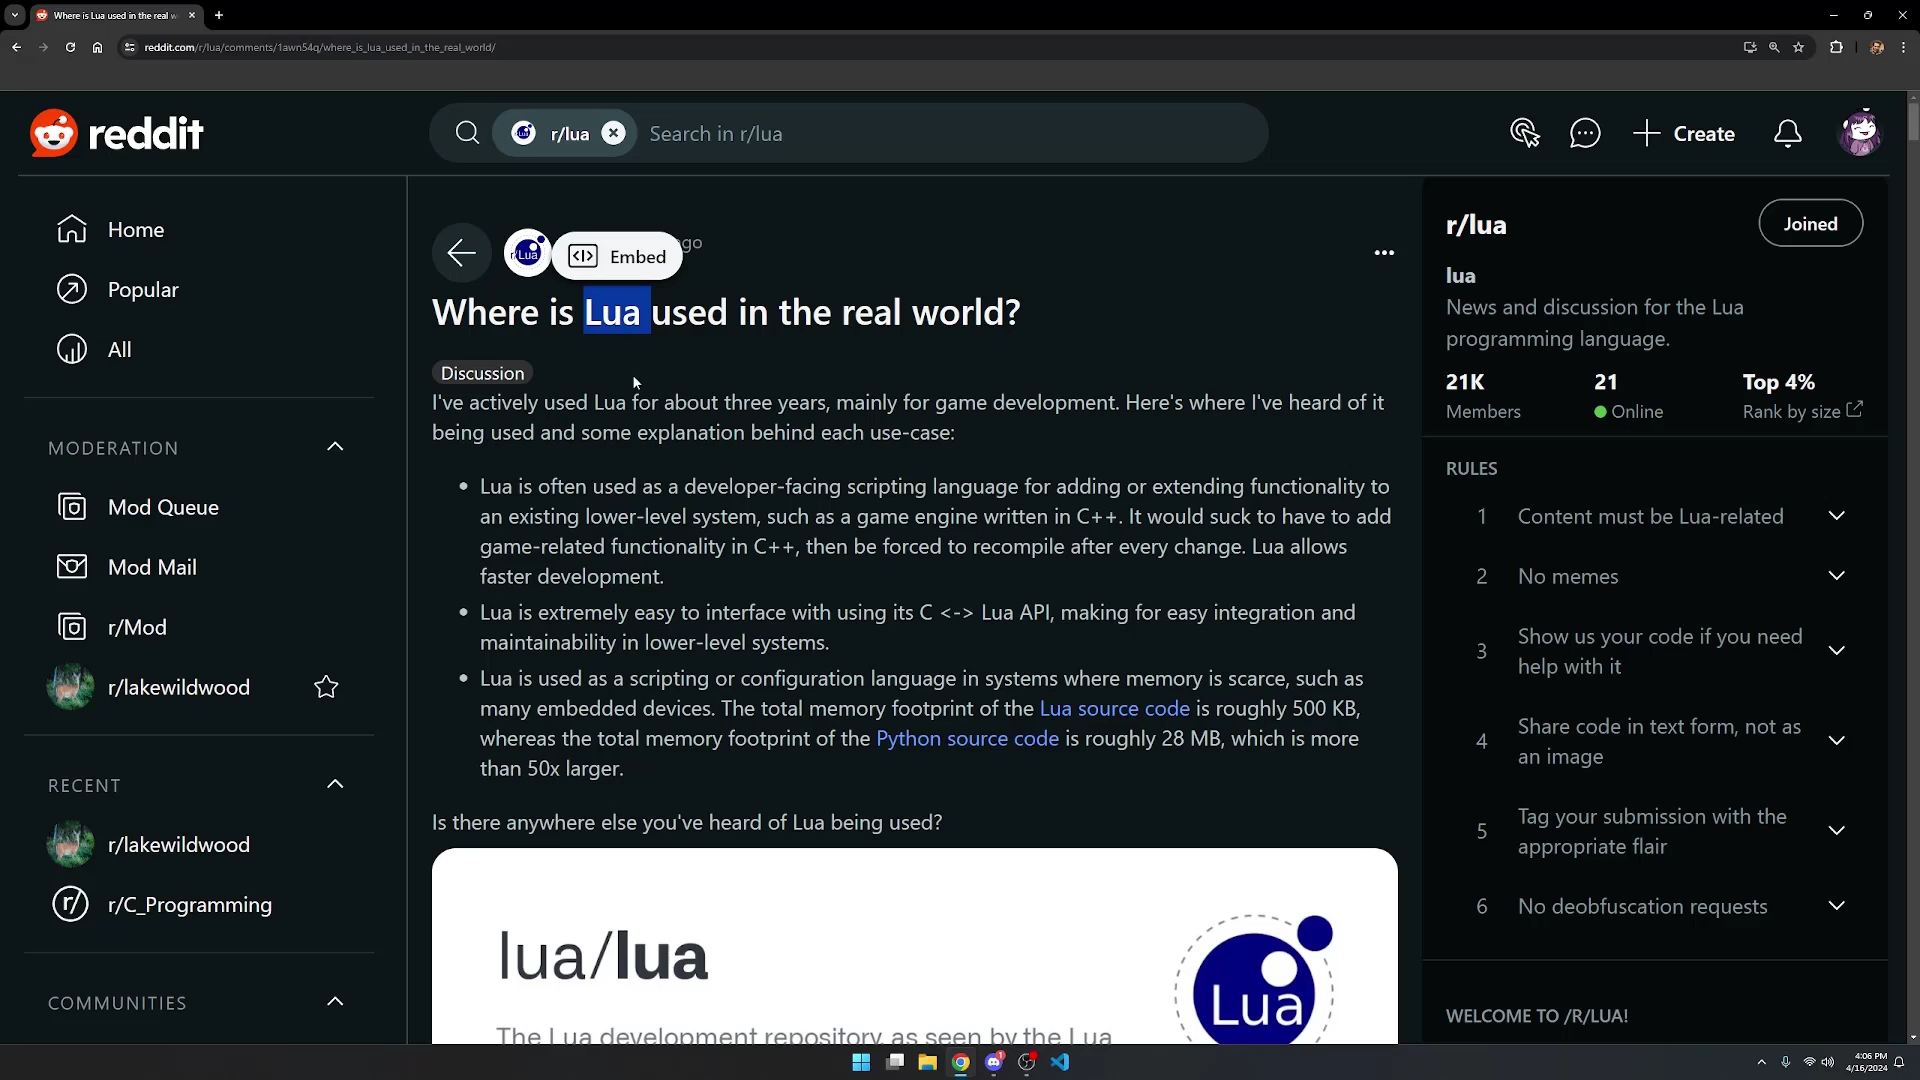 Where is Lua used in the real w
reddit.com/r/lua/comments/1awn54q/where_is_lua_used_in_the_real_world/
reddit
r/lua
Search in r/lua
Create
Home
Popular
All
MODERATION
Mod Queue
Mod Mail
r/Mod
r/lakewildwood
RECENT
r/lakewildwood
r/C_Programming
COMMUNITIES
r/Lua
Embed
ago
Where is Lua used in the real world?
Discussion
I've actively used Lua for about three years, mainly for game development. Here's where I've heard of it
being used and some explanation behind each use-case:
• Lua is often used as a developer-facing scripting language for adding or extending functionality to
an existing lower-level system, such as a game engine written in C++. It would suck to have to add
game-related functionality in C++, then be forced to recompile after every change. Lua allows
faster development.
• Lua is extremely easy to interface with using its C <-> Lua API, making for easy integration and
maintainability in lower-level systems.
• Lua is used as a scripting or configuration language in systems where memory is scarce, such as
many embedded devices. The total memory footprint of the Lua source code is roughly 500 KB,
whereas the total memory footprint of the Python source code is roughly 28 MB, which is more
than 50x larger.
Is there anywhere else you've heard of Lua being used?
lua/lua
The Lua development repository, as seen by the Lua
Lua
r/lua
Joined
lua
News and discussion for the Lua
programming language.
21K
21
Top 4%
Members
Online
Rank by size
RULES
1 Content must be Lua-related
2 No memes
3 Show us your code if you need
help with it
4 Share code in text form, not as
an image
5 Tag your submission with the
appropriate flair
6 No deobfuscation requests
WELCOME TO /R/LUA!
4:06 PM
4/16/2024